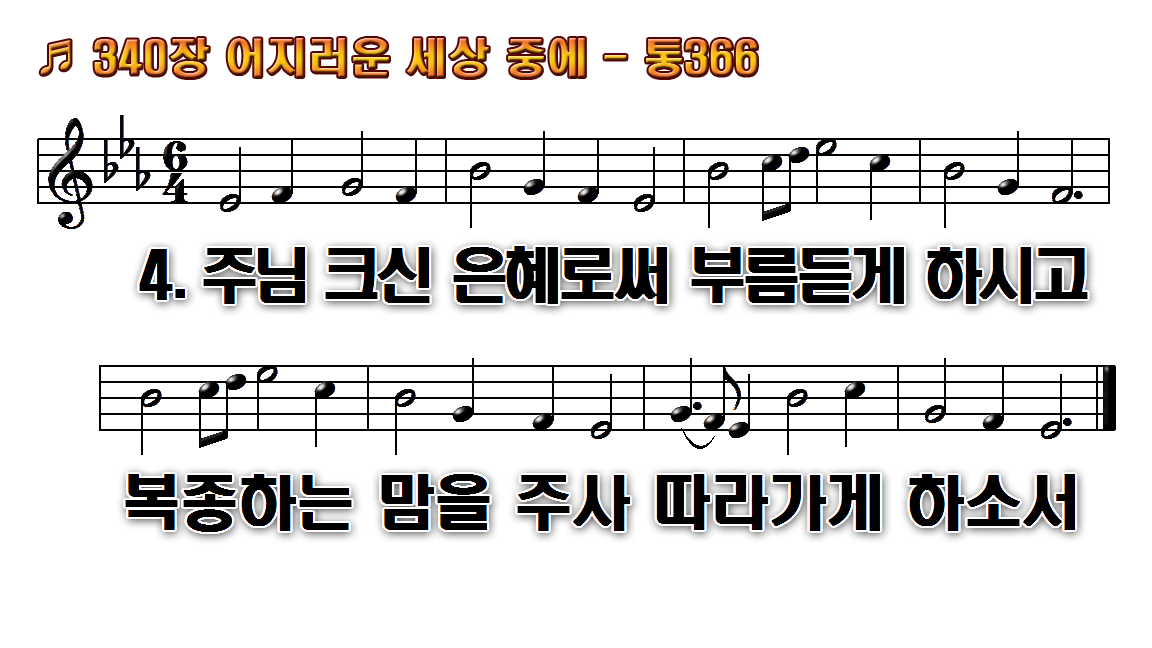 ♬ 340장 어지러운 세상 중에 - 통366
6
4
4. 주님 크신 은혜로써 부름듣게 하시고
복종하는 맘을 주사 따라가게 하소서